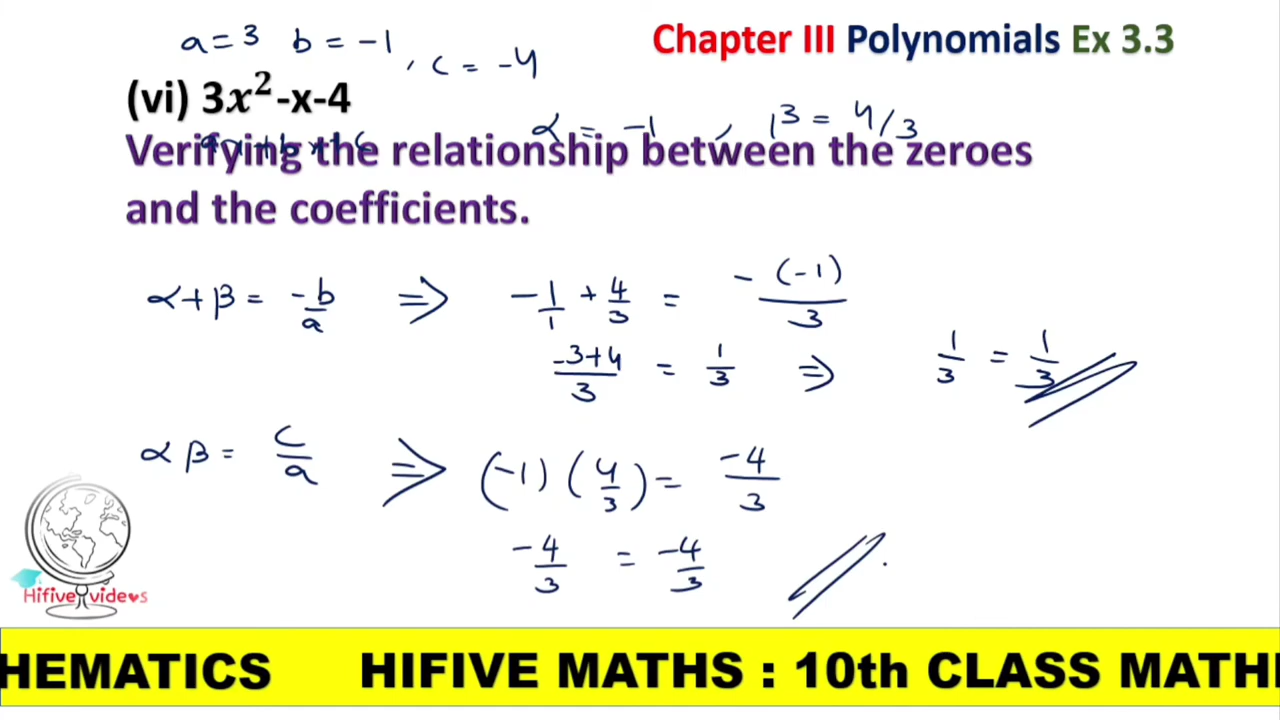 a = 3 b = -1 , c = -4
Chapter III Polynomials Ex 3.3
(vi) 3x²-x-4
α = -1 , β = 4/3
Verifying the relationship between the zeroes
and the coefficients.
α+β = -b/a ⇒ -1/1 + 4/3 = -(-1)/3
-3+4/3 = 1/3 ⇒ 1/3 = 1/3
αβ = c/a ⇒ (-1) (4/3) = -4/3
-4/3 = -4/3
Hifive videos
HEMATICS HIFIVE MATHS : 10th CLASS MATH